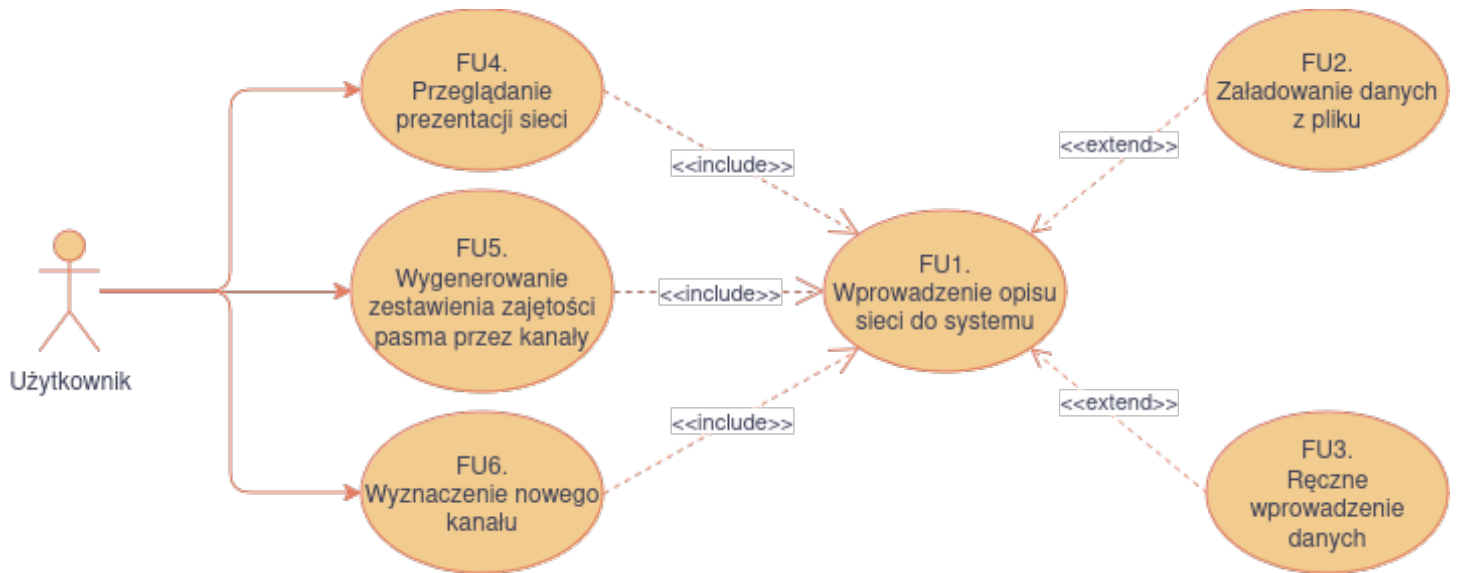 FU4.
Przeglądanie
prezentacji sieci
FU2.
Załadowanie danych
z pliku
<<include>>
<<extend>>
FU5.
Wygenerowanie
zestawienia zajętości
pasma przez kanały
<<include>>
FU1.
Wprowadzenie opisu
sieci do systemu
Użytkownik
<<include>>
<<extend>>
FU6.
Wyznaczenie nowego
kanału
FU3.
Ręczne
wprowadzenie
danych